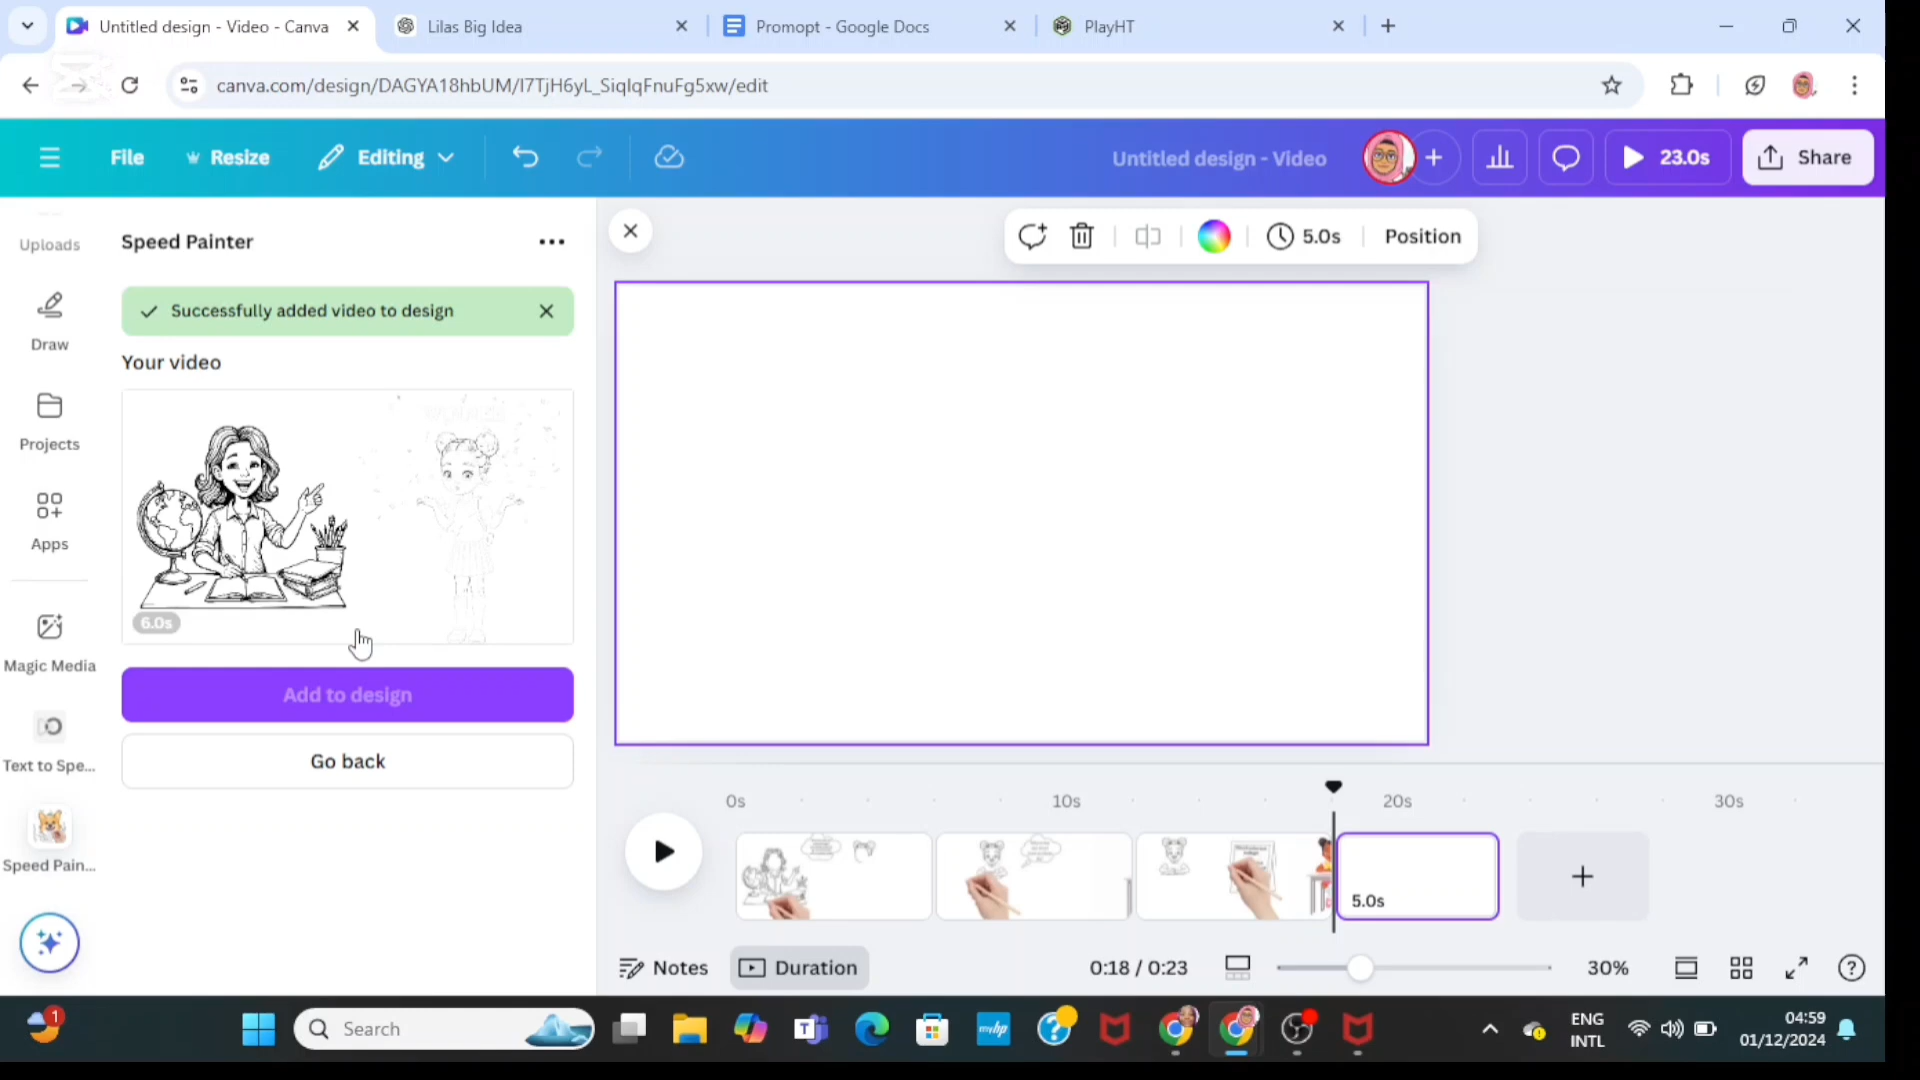 Untitled design - Video - Canva
Lilas Big Idea
Promopt - Google Docs
PlayHT
canva.com/design/DAGYA18hbUM/I7TjH6yL_SiqIqFnuFg5xw/edit
File
Resize
Editing
Untitled design - Video
23.0s
Share
Uploads
Speed Painter
5.0s
Position
Successfully added video to design
Draw
Your video
Projects
Apps
6.0s
Magic Media
Add to design
Text to Spe...
Go back
0s
10s
20s
30s
Speed Pain...
5.0s
Notes
Duration
0:18 / 0:23
30%
1
Search
myhp
ENG
INTL
04:59
01/12/2024